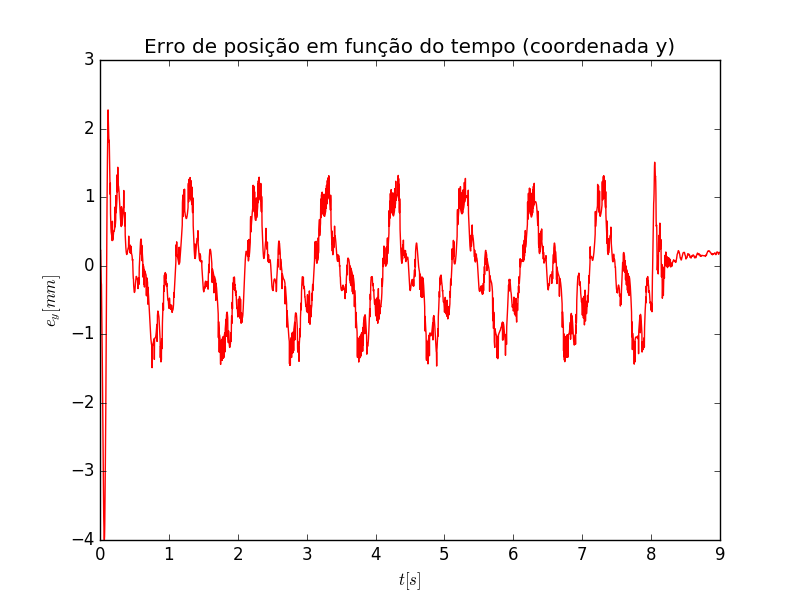 Erro de posição em função do tempo (coordenada y)
3
2
1
0
−1
−2
−3
−4
e_y[mm]
0 1 2 3 4 5 6 7 8 9
t[s]